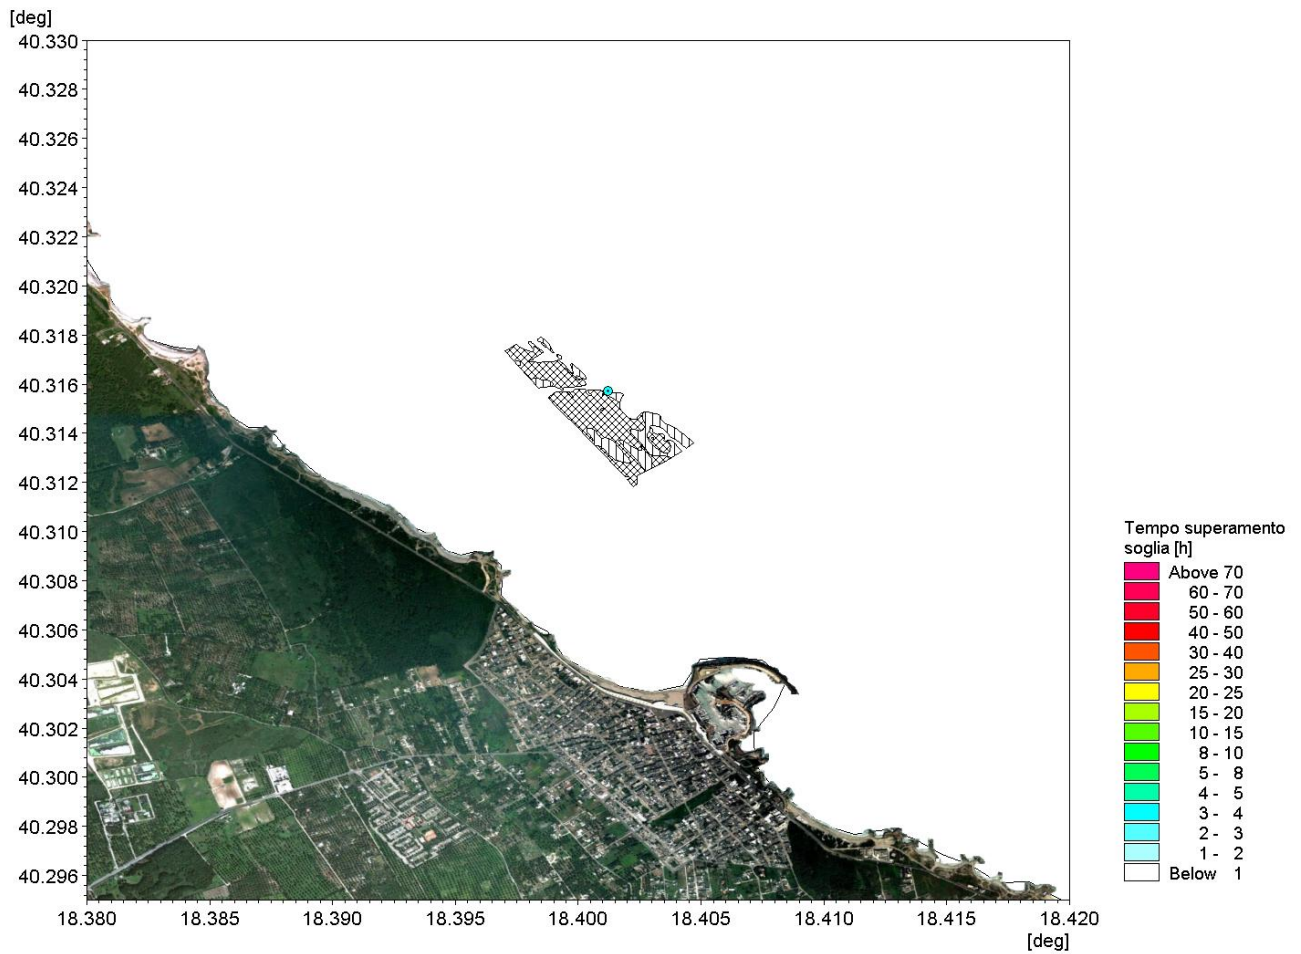 [deg]
40.330
40.328
40.326
40.324
40.322
40.320
40.318
40.316
40.314
40.312
40.310
40.308
40.306
40.304
40.302
40.300
40.298
40.296
18.380 18.385 18.390 18.395 18.400 18.405 18.410 18.415 18.420
[deg]
Tempo superamento
soglia [h]
Above 70
60 - 70
50 - 60
40 - 50
30 - 40
25 - 30
20 - 25
15 - 20
10 - 15
8 - 10
5 - 8
4 - 5
3 - 4
2 - 3
1 - 2
Below 1